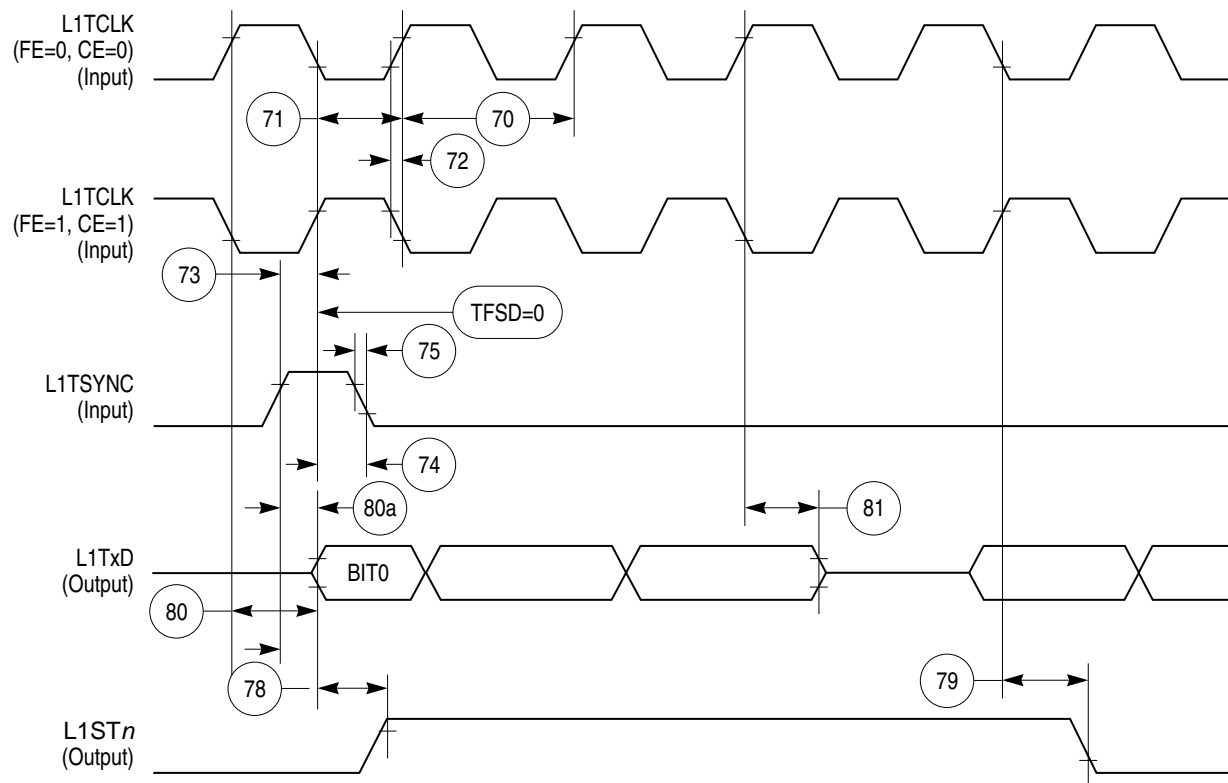 L1TCLK
(FE=0, CE=0)
(Input)
71
70
72
L1TCLK
(FE=1, CE=1)
(Input)
73
TFSD=0
75
L1TSYNC
(Input)
74
80a
81
L1TxD
(Output)
BIT0
80
78
79
L1STn
(Output)